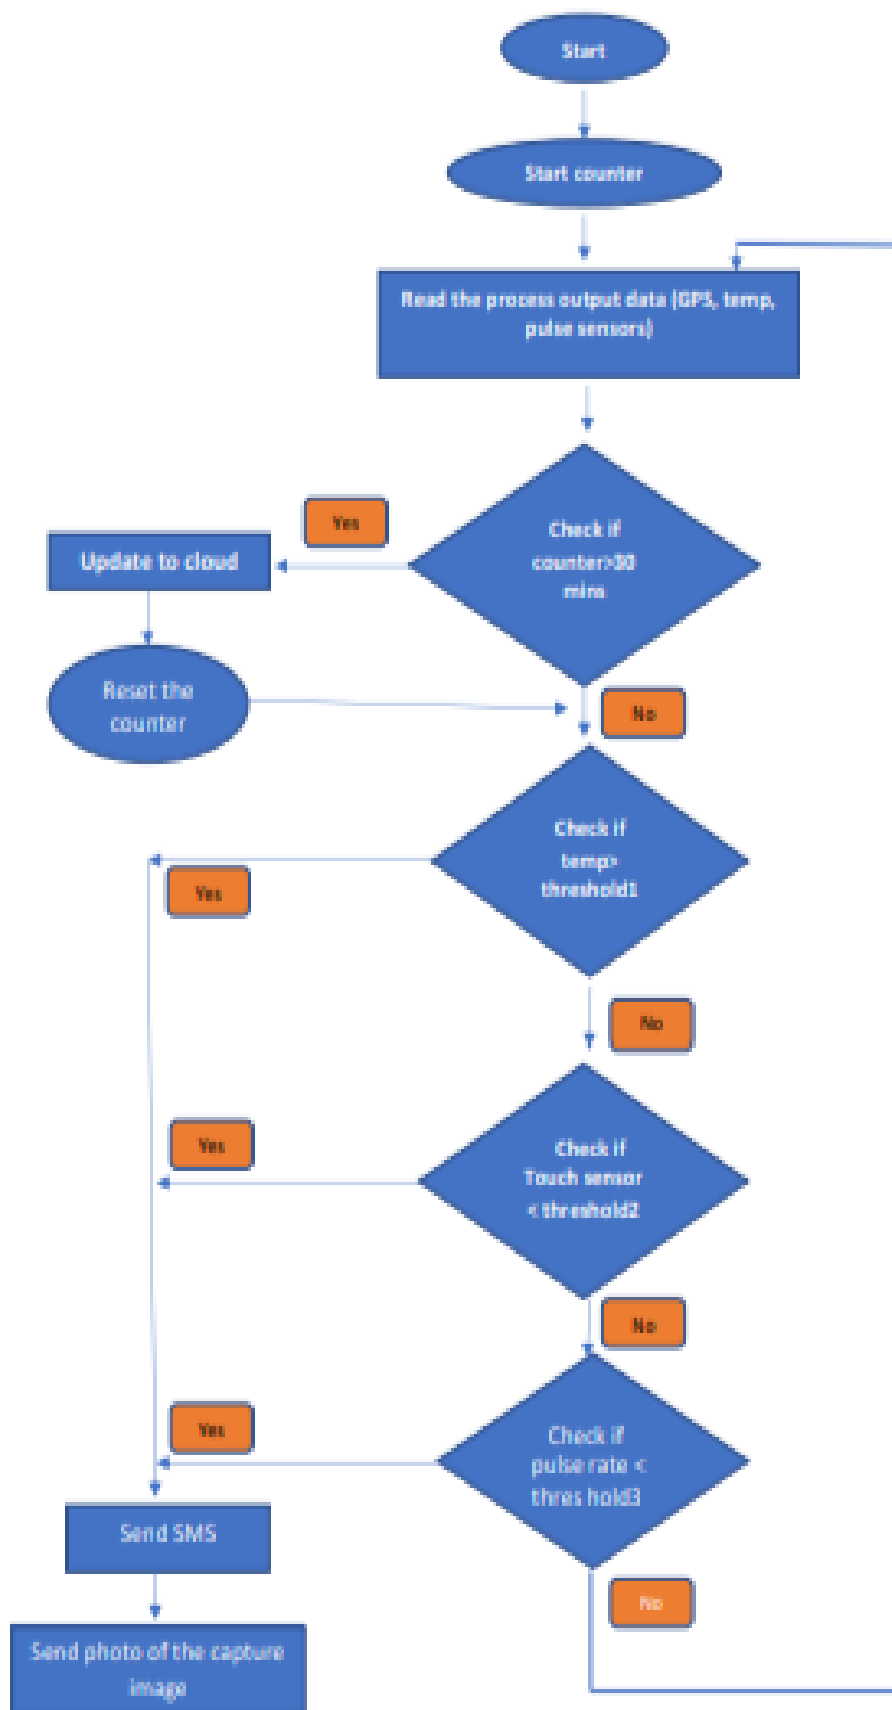 Start
Start counter
Read the process output data (GPS, temp,
pulse sensors)
Check if
counter>30
mins
Yes
Update to cloud
Reset the
counter
No
Check if
temp>
threshold1
Yes
No
Check if
Touch sensor
< threshold2
Yes
No
Check if
pulse rate <
thres hold3
Yes
Send SMS
No
Send photo of the capture
image